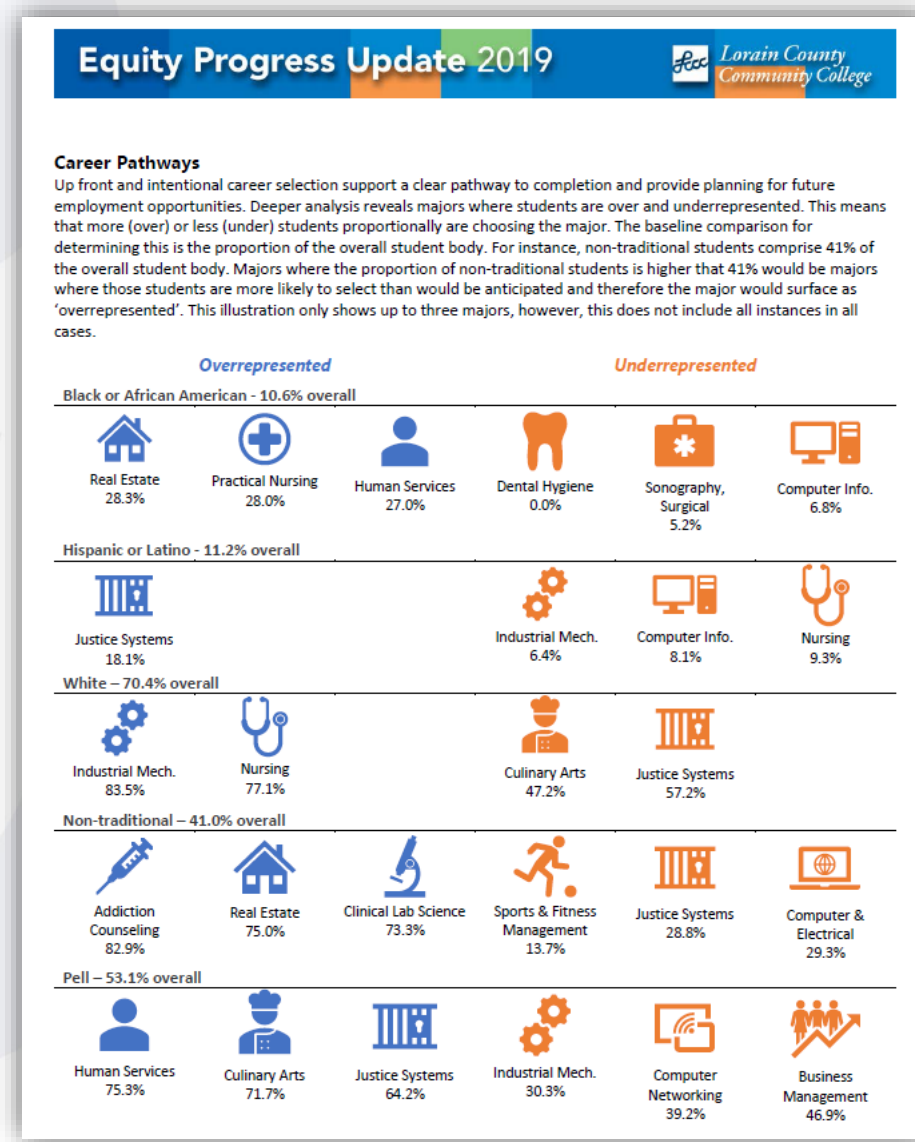 Equity Progress Update 2019
lccc
Lorain County
Community College
Career Pathways
Up front and intentional career selection support a clear pathway to completion and provide planning for future
employment opportunities. Deeper analysis reveals majors where students are over and underrepresented. This means
that more (over) or less (under) students proportionally are choosing the major. The baseline comparison for
determining this is the proportion of the overall student body. For instance, non-traditional students comprise 41% of
the overall student body. Majors where the proportion of non-traditional students is higher that 41% would be majors
where those students are more likely to select than would be anticipated and therefore the major would surface as
‘overrepresented’. This illustration only shows up to three majors, however, this does not include all instances in all
cases.
Overrepresented
Underrepresented
Black or African American - 10.6% overall
Real Estate
28.3%
Practical Nursing
28.0%
Human Services
27.0%
Dental Hygiene
0.0%
Sonography,
Surgical
5.2%
Computer Info.
6.8%
Hispanic or Latino - 11.2% overall
Justice Systems
18.1%
Industrial Mech.
6.4%
Computer Info.
8.1%
Nursing
9.3%
White – 70.4% overall
Industrial Mech.
83.5%
Nursing
77.1%
Culinary Arts
47.2%
Justice Systems
57.2%
Non-traditional – 41.0% overall
Addiction
Counseling
82.9%
Real Estate
75.0%
Clinical Lab Science
73.3%
Sports & Fitness
Management
13.7%
Justice Systems
28.8%
Computer &
Electrical
29.3%
Pell – 53.1% overall
Human Services
75.3%
Culinary Arts
71.7%
Justice Systems
64.2%
Industrial Mech.
30.3%
Computer
Networking
39.2%
Business
Management
46.9%